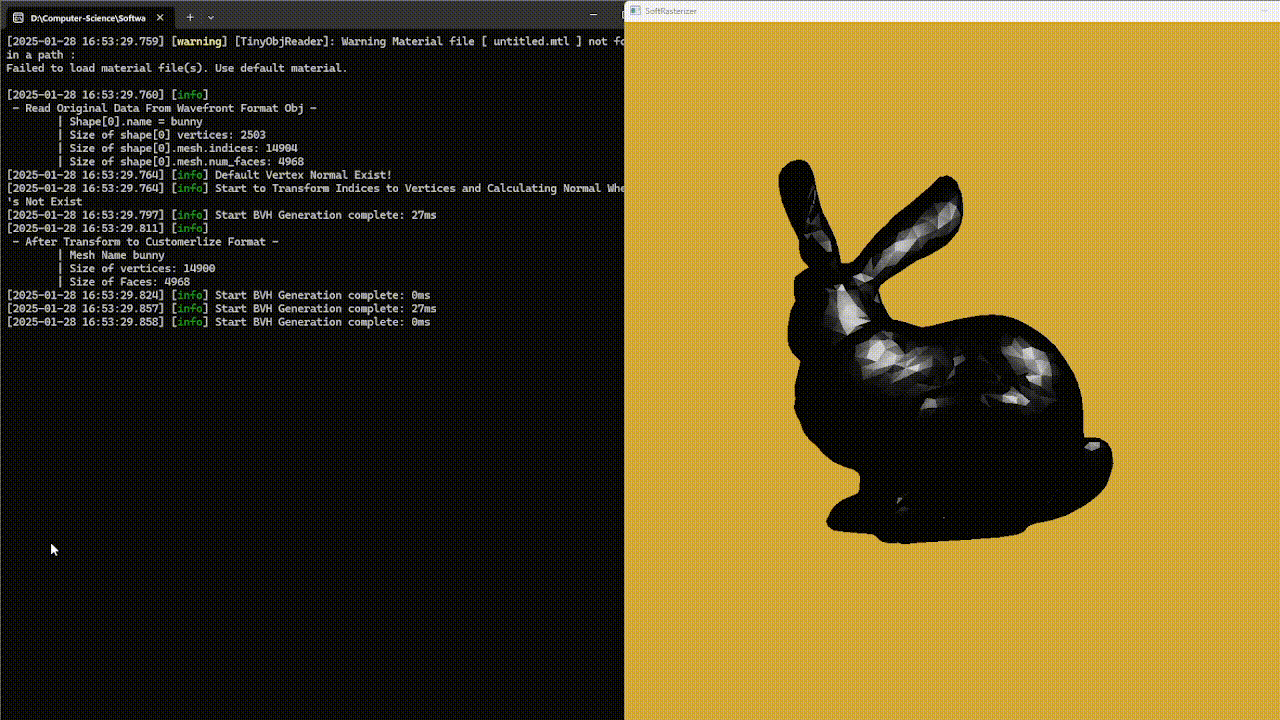 D:\Computer-Science\Softwa
SoftRasterizer
[2025-01-28 16:53:29.759] [warning] [TinyObjReader]: Warning Material file [ untitled.mtl ] not fo
in a path :
Failed to load material file(s). Use default material.
[2025-01-28 16:53:29.760] [info]
- Read Original Data From Wavefront Format Obj -
| Shape[0].name = bunny
| Size of shape[0] vertices: 2503
| Size of shape[0].mesh.indices: 14904
| Size of shape[0].mesh.num_faces: 4968
[2025-01-28 16:53:29.764] [info] Default Vertex Normal Exist!
[2025-01-28 16:53:29.764] [info] Start to Transform Indices to Vertices and Calculating Normal Whe
's Not Exist
[2025-01-28 16:53:29.797] [info] Start BVH Generation complete: 27ms
[2025-01-28 16:53:29.811] [info]
- After Transform to Customerlize Format -
| Mesh Name bunny
| Size of vertices: 14900
| Size of Faces: 4968
[2025-01-28 16:53:29.824] [info] Start BVH Generation complete: 0ms
[2025-01-28 16:53:29.857] [info] Start BVH Generation complete: 27ms
[2025-01-28 16:53:29.858] [info] Start BVH Generation complete: 0ms